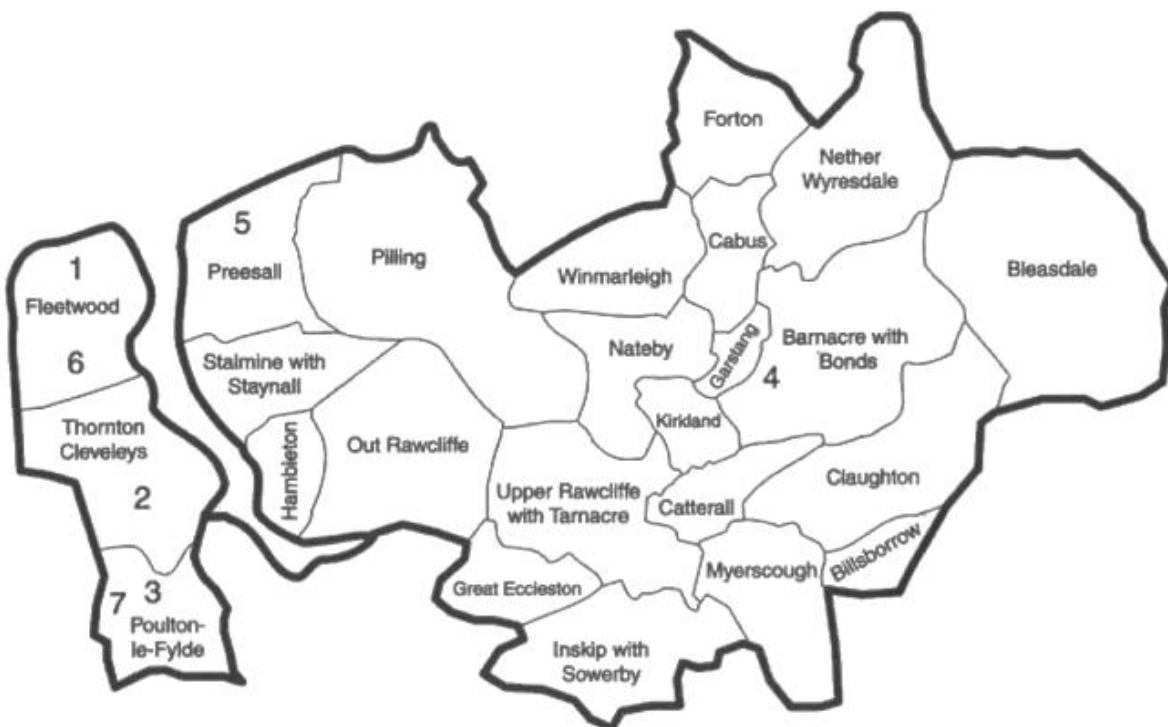 Forton
Nether
Wyresdale
5
Preesall
Pilling
Winmarleigh
Cabus
Bleasdale
1
Fleetwood
6
Stalmine with
Staynall
Nateby
Garstang
4
Barnacre with
Bonds
Thornton
Cleveleys
2
Hambleton
Out Rawcliffe
Kirkland
Upper Rawcliffe
with Tarnacre
Catterall
Claughton
Billsborrow
Myerscough
Great Eccleston
7
3
Poulton-
le-Fylde
Inskip with
Sowerby